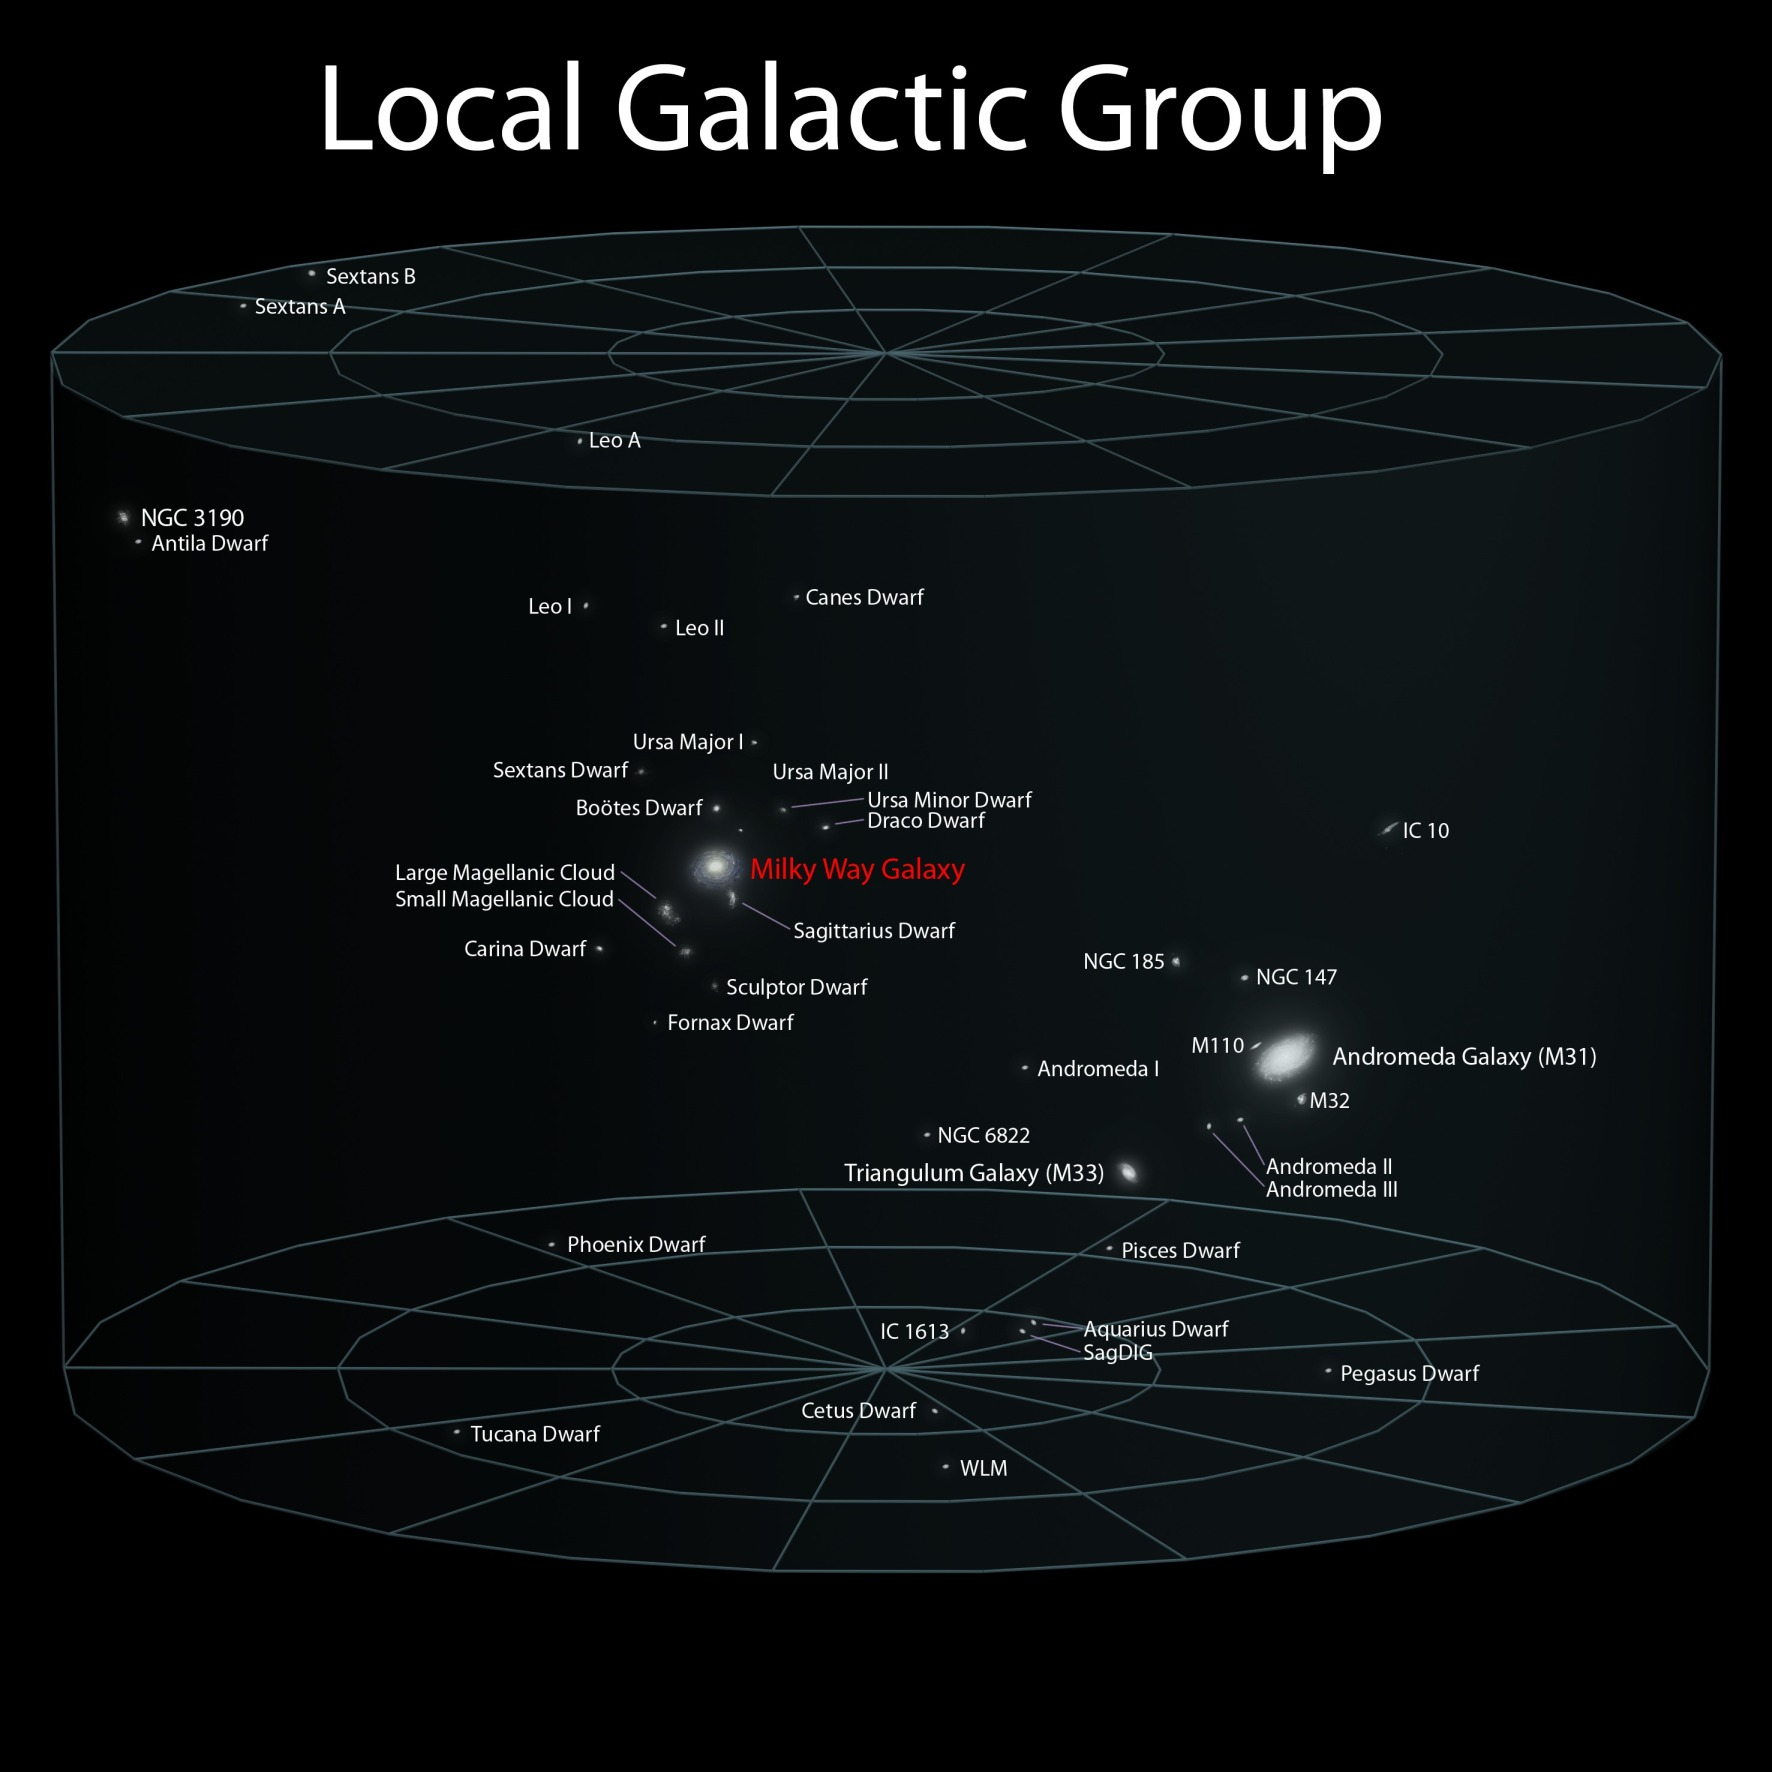 Local Galactic Group
Sextans B
Sextans A
Leo A
NGC 3190
Antila Dwarf
Canes Dwarf
Leo I
Leo II
Ursa Major I
Sextans Dwarf
Ursa Major II
Ursa Minor Dwarf
Boötes Dwarf
Draco Dwarf
IC 10
Milky Way Galaxy
Large Magellanic Cloud
Small Magellanic Cloud
Sagittarius Dwarf
Carina Dwarf
NGC 185
NGC 147
Sculptor Dwarf
Fornax Dwarf
M110
Andromeda Galaxy (M31)
Andromeda I
M32
NGC 6822
Triangulum Galaxy (M33)
Andromeda II
Andromeda III
Phoenix Dwarf
Pisces Dwarf
IC 1613
Aquarius Dwarf
SagDIG
Pegasus Dwarf
Cetus Dwarf
Tucana Dwarf
WLM